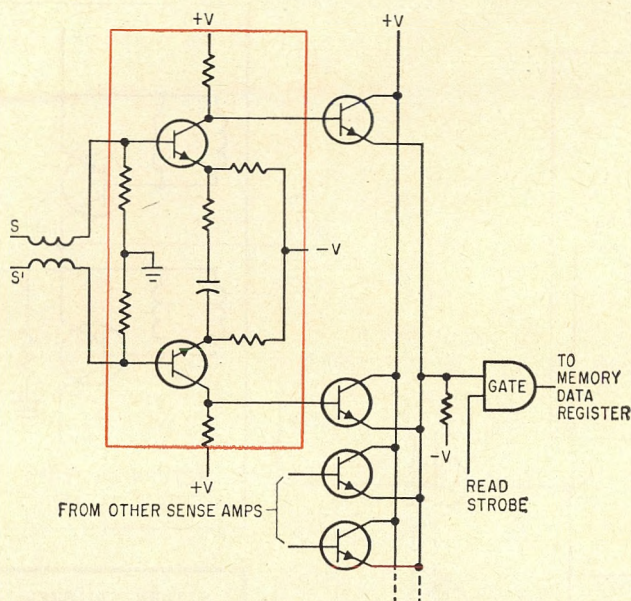 +V
+V
S
S'
-V
GATE
TO
MEMORY
DATA
REGISTER
-V
+V
READ
STROBE
FROM OTHER SENSE AMPS